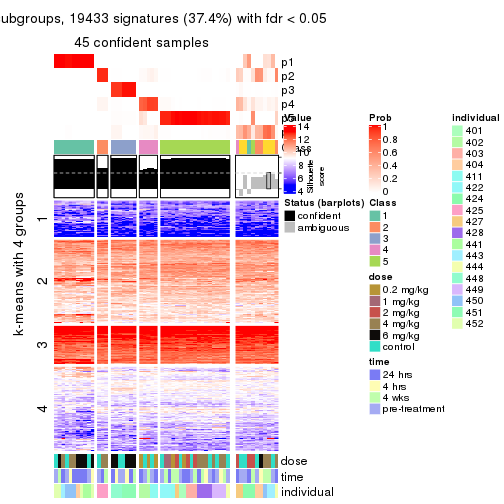 ubgroups, 19433 signatures (37.4%) with fdr < 0.05
45 confident samples
p1
p2
p3
p4
p5
Class
Silhouette
score
k-means with 4 groups
1
2
3
4
dose
time
individual
Value
14
12
10
8
6
4
Status (barplots)
confident
ambiguous
Prob
1
0.8
0.6
0.4
0.2
0
Class
1
2
3
4
5
dose
0.2 mg/kg
1 mg/kg
2 mg/kg
4 mg/kg
6 mg/kg
control
time
24 hrs
4 hrs
4 wks
pre-treatment
individual
401
402
403
404
411
422
424
425
427
428
441
443
444
448
449
450
451
452